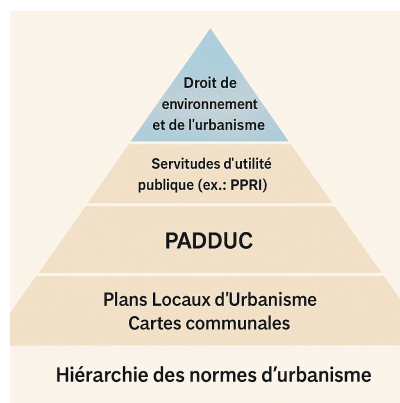 Droit de
environnement
et de l'urbanisme
Servitudes d'utilité
publique (ex.: PPRI)
PADDUC
Plans Locaux d'Urbanisme
Cartes communales
Hiérarchie des normes d’urbanisme